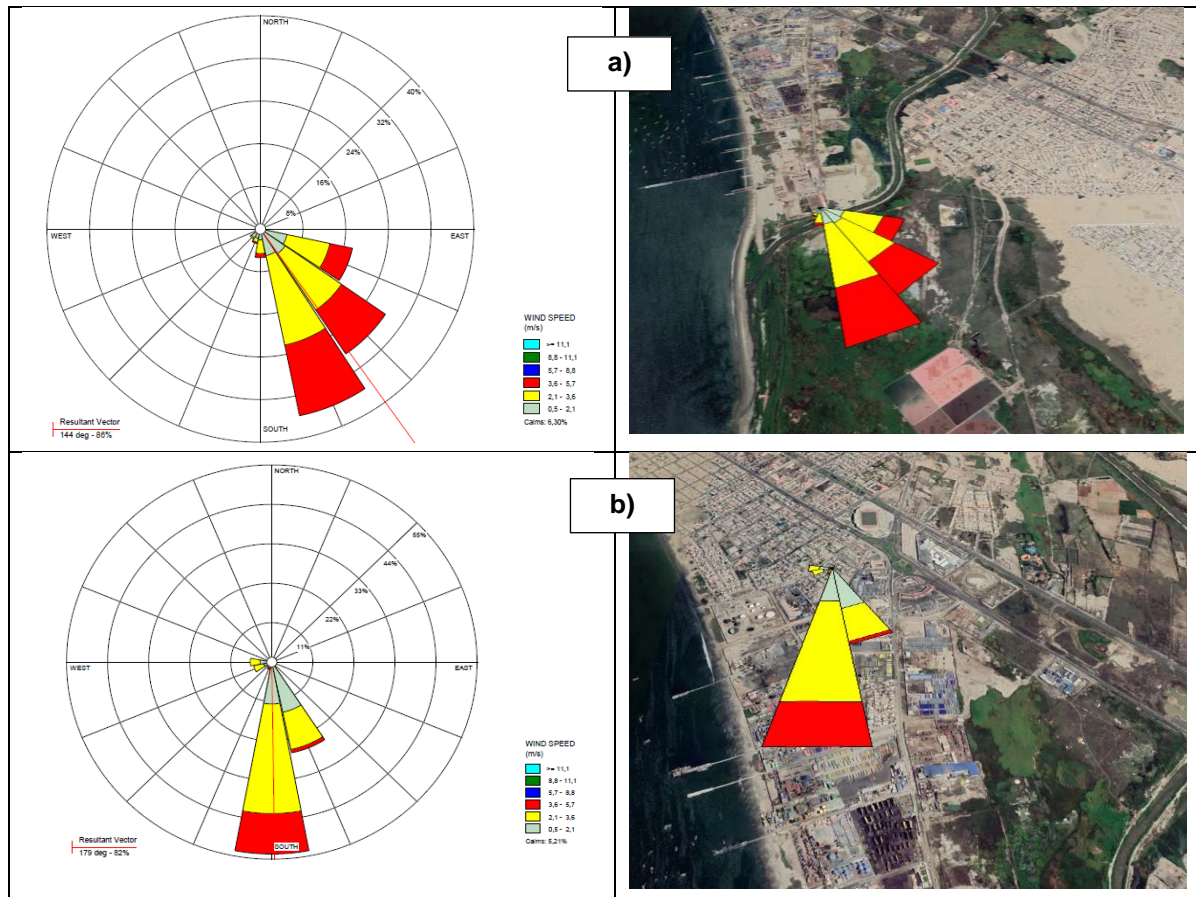 a)
NORTH
40%
32%
24%
16%
8%
WEST
EAST
SOUTH
WIND SPEED
(m/s)
>= 11,1
8,8 - 11,1
5,7 - 8,8
3,6 - 5,7
2,1 - 3,6
0,5 - 2,1
Calms: 5,30%
Resultant Vector
144 deg - 86%
b)
NORTH
55%
44%
33%
22%
11%
WEST
EAST
SOUTH
WIND SPEED
(m/s)
>= 11,1
8,8 - 11,1
5,7 - 8,8
3,6 - 5,7
2,1 - 3,6
0,5 - 2,1
Calms: 5,21%
Resultant Vector
179 deg - 82%